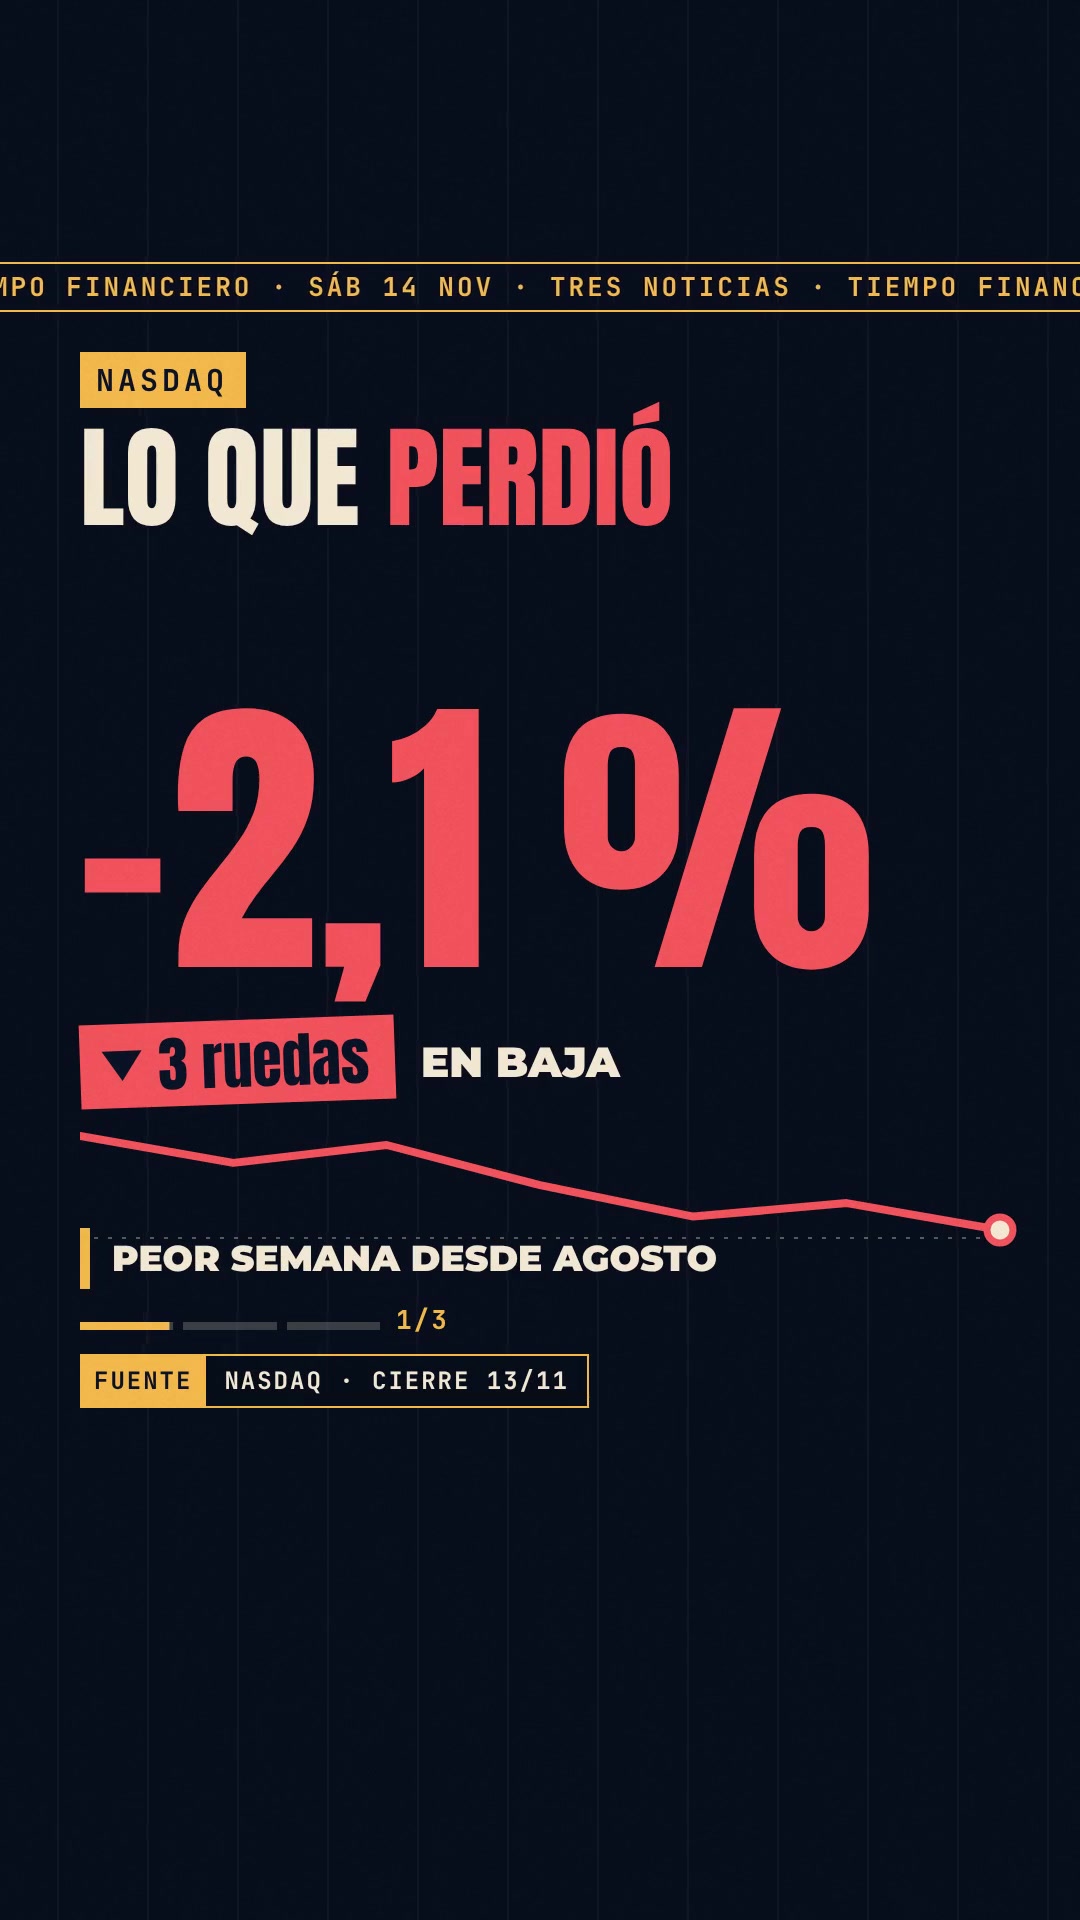 MPO FINANCIERO · SÁB 14 NOV · TRES NOTICIAS · TIEMPO FINANC
NASDAQ
LO QUE PERDIÓ
-2,1 %
▼ 3 ruedas EN BAJA
PEOR SEMANA DESDE AGOSTO
1/3
FUENTE NASDAQ · CIERRE 13/11